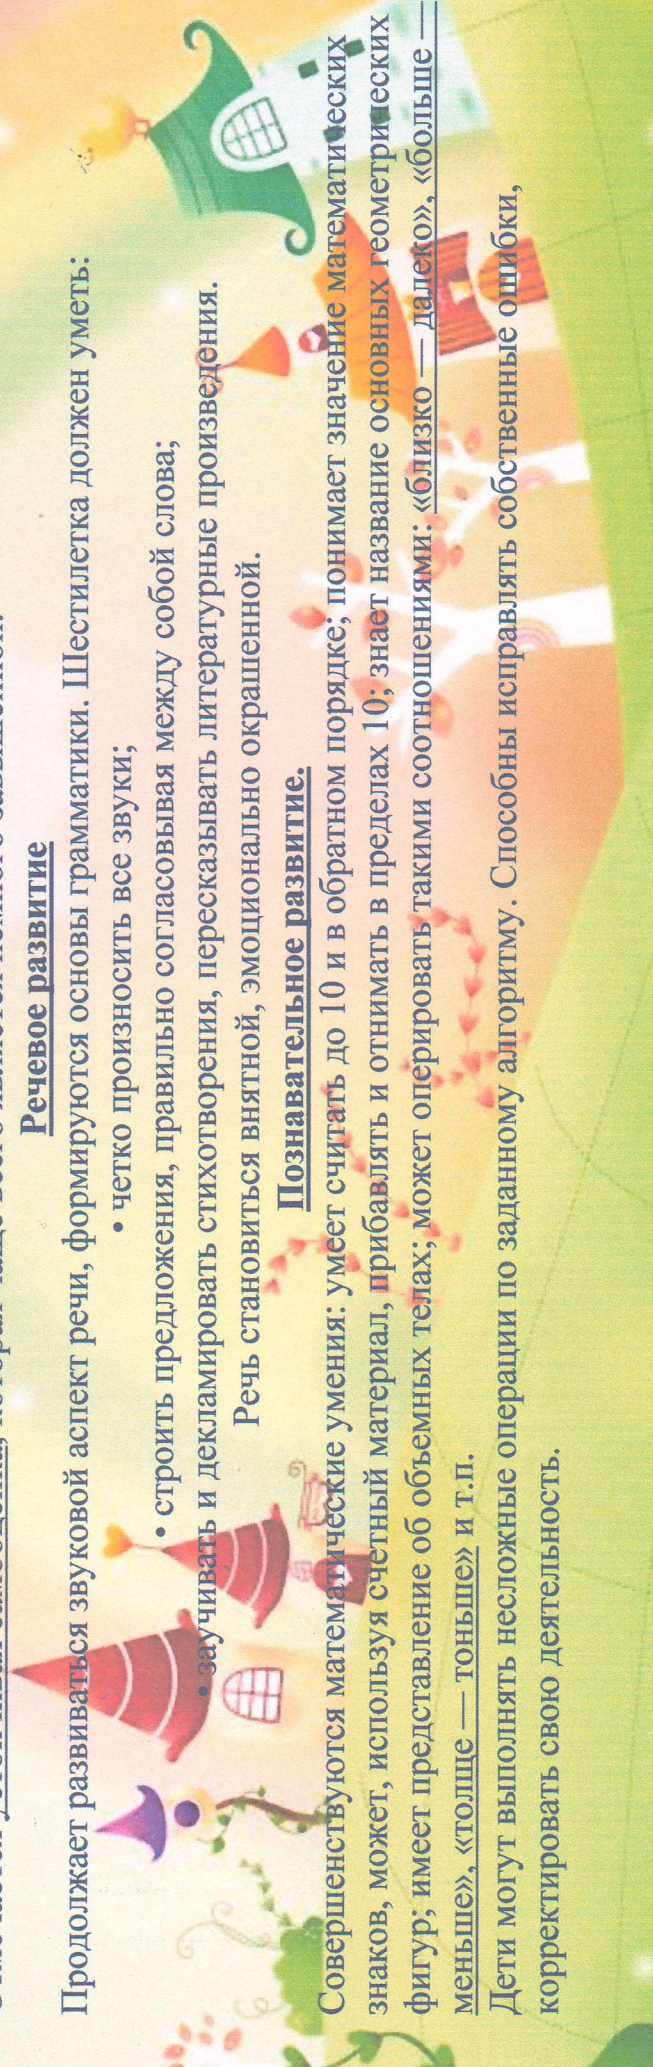 Речевое развитие
Продолжает развиваться звуковой аспект речи, формируются основы грамматики. Шестилетка должен уметь:
• четко произносить все звуки;
• строить предложения, правильно согласовывая между собой слова;
• заучивать и декламировать стихотворения, пересказывать литературные произведения.
Речь становиться внятной, эмоционально окрашенной.
Познавательное развитие.
Совершенствуются математические умения: умеет считать до 10 и в обратном порядке; понимает значение математических
знаков, может, используя счетный материал, прибавлять и отнимать в пределах 10; знает название основных геометрических
фигур; имеет представление об объемных телах; может оперировать такими соотношениями: «близко — далеко», «больше —
меньше», «толще — тоньше» и т.п.
Дети могут выполнять несложные операции по заданному алгоритму. Способны исправлять собственные ошибки,
корректировать свою деятельность.